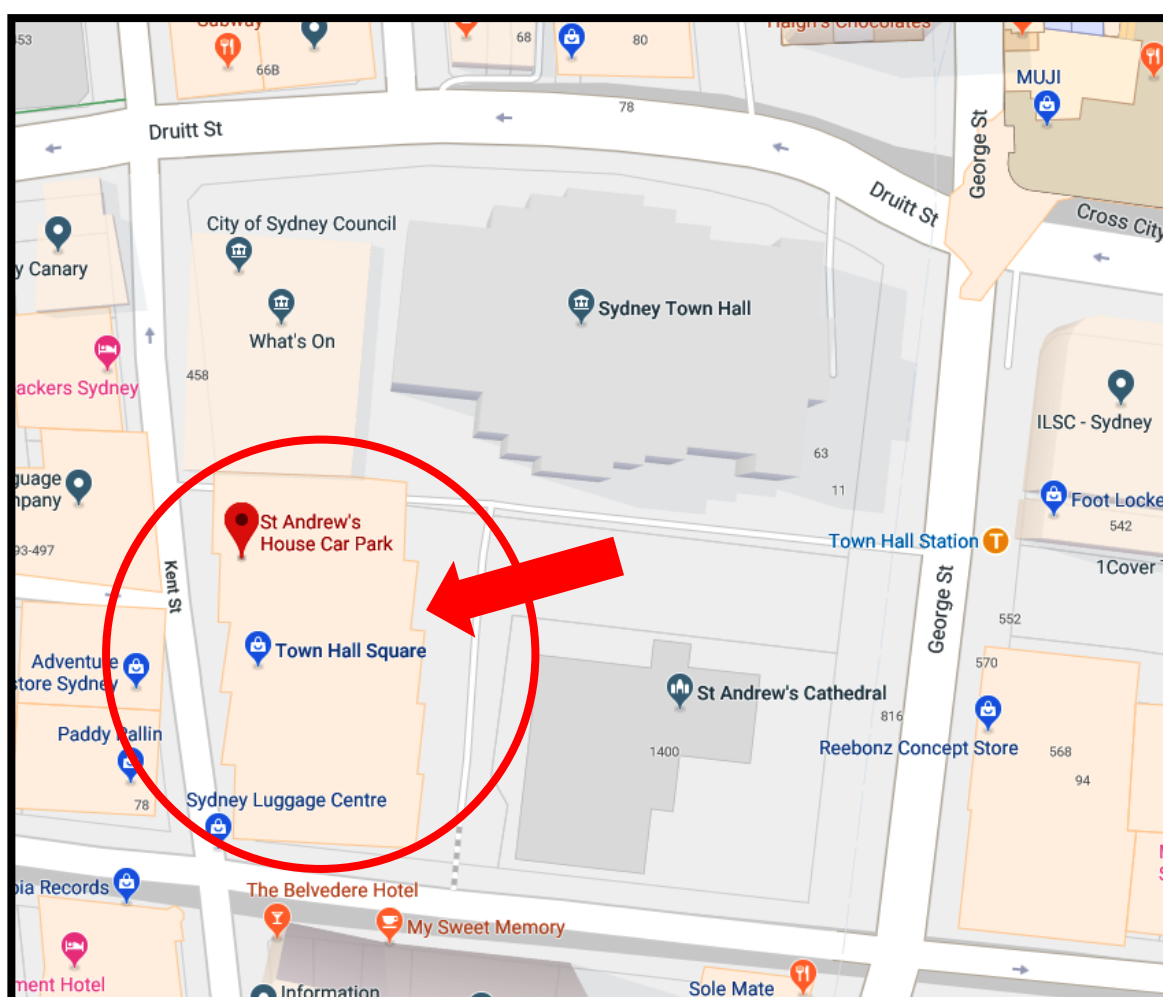 53
Subway
66B
68
80
Haigh's Chocolates
MUJI
78
Druitt St
George St
Druitt St
Cross City
City of Sydney Council
y Canary
What's On
Sydney Town Hall
458
ackers Sydney
ILSC - Sydney
63
11
guage
mpany
Foot Locke
542
St Andrew's
House Car Park
Town Hall Station
T
93-497
1Cover
Kent St
George St
552
Town Hall Square
Adventure
store Sydney
570
St Andrew's Cathedral
816
Paddy Pallin
1400
Reebonz Concept Store
568
94
78
Sydney Luggage Centre
bia Records
The Belvedere Hotel
My Sweet Memory
ment Hotel
Information
Sole Mate